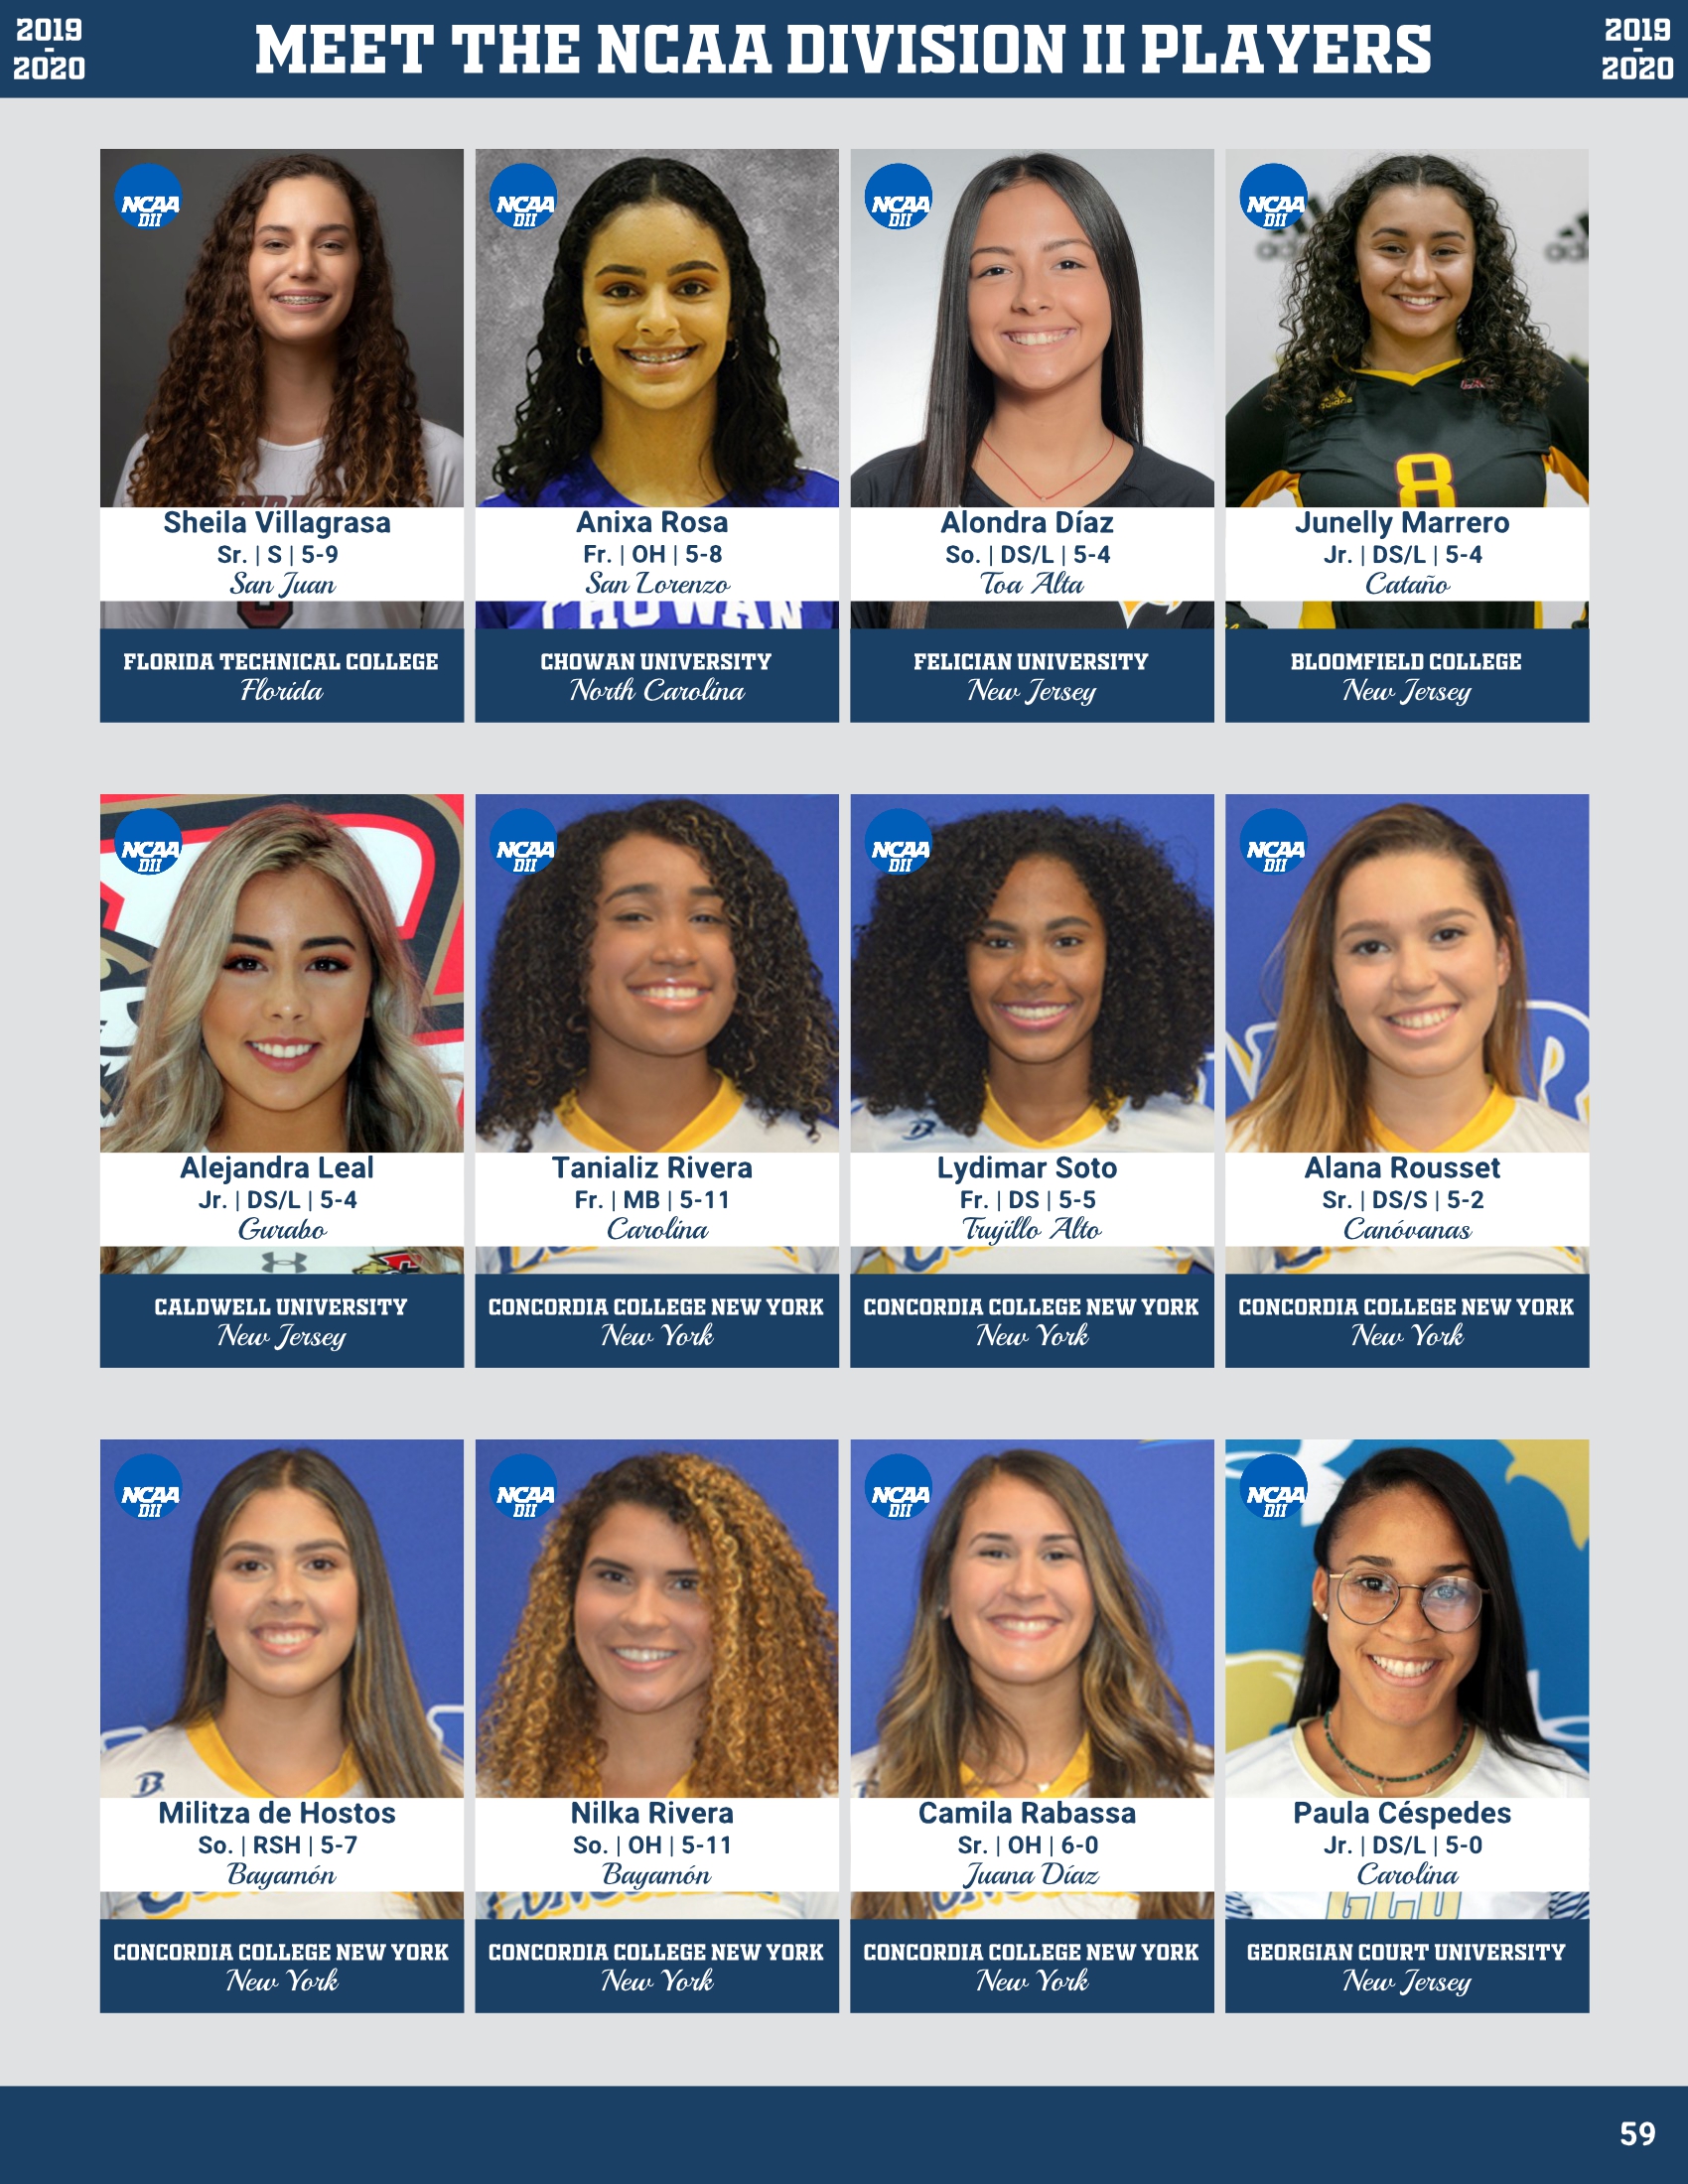 2019
-
2020
MEET THE NCAA DIVISION II PLAYERS
2019
-
2020
NCAA
DII
Sheila Villagrasa
Sr. | S | 5-9
San Juan
FLORIDA TECHNICAL COLLEGE
Florida
NCAA
DII
Anixa Rosa
Fr. | OH | 5-8
San Lorenzo
CHOWAN
CHOWAN UNIVERSITY
North Carolina
NCAA
DII
Alondra Díaz
So. | DS/L | 5-4
Toa Alta
FELICIAN UNIVERSITY
New Jersey
NCAA
DII
adidas
8
Junelly Marrero
Jr. | DS/L | 5-4
Cataño
BLOOMFIELD COLLEGE
New Jersey
NCAA
DII
Alejandra Leal
Jr. | DS/L | 5-4
Gurabo
CALDWELL UNIVERSITY
New Jersey
NCAA
DII
Tanializ Rivera
Fr. | MB | 5-11
Carolina
CONCORDIA COLLEGE NEW YORK
New York
NCAA
DII
Lydimar Soto
Fr. | DS | 5-5
Trujillo Alto
CONCORDIA COLLEGE NEW YORK
New York
NCAA
DII
Alana Rousset
Sr. | DS/S | 5-2
Canóvanas
CONCORDIA COLLEGE NEW YORK
New York
NCAA
DII
Militza de Hostos
So. | RSH | 5-7
Bayamón
CONCORDIA COLLEGE NEW YORK
New York
NCAA
DII
Nilka Rivera
So. | OH | 5-11
Bayamón
CONCORDIA COLLEGE NEW YORK
New York
NCAA
DII
Camila Rabassa
Sr. | OH | 6-0
Juana Díaz
CONCORDIA COLLEGE NEW YORK
New York
NCAA
DII
Paula Céspedes
Jr. | DS/L | 5-0
Carolina
GCU
GEORGIAN COURT UNIVERSITY
New Jersey
59